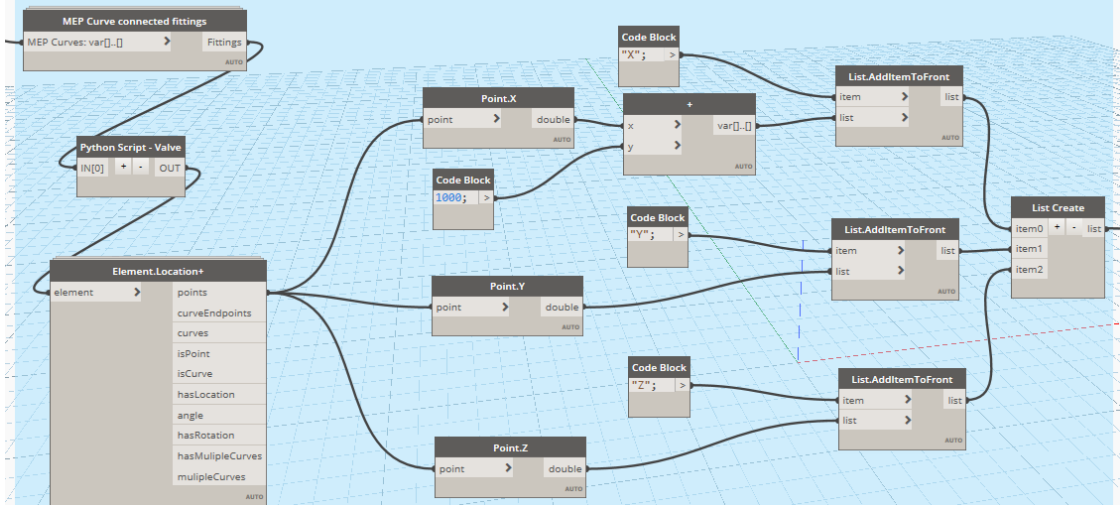 MEP Curve connected fittings
MEP Curves: var[]..[] > Fittings
AUTO
Python Script - Valve
IN[0] + - OUT
Element.Location+
element > points
curveEndpoints
curves
isPoint
isCurve
hasLocation
angle
hasRotation
hasMulipleCurves
mulipleCurves
AUTO
Point.X
point > double
AUTO
Code Block
1000; >
Point.Y
point > double
AUTO
Point.Z
point > double
AUTO
Code Block
"X"; >
+
x > var[]..[]
y >
AUTO
Code Block
"Y"; >
Code Block
"Z"; >
List.AddItemToFront
item > list
list >
AUTO
List.AddItemToFront
item > list
list >
AUTO
List.AddItemToFront
item > list
list >
AUTO
List Create
item0 + - list
item1
item2
AUTO